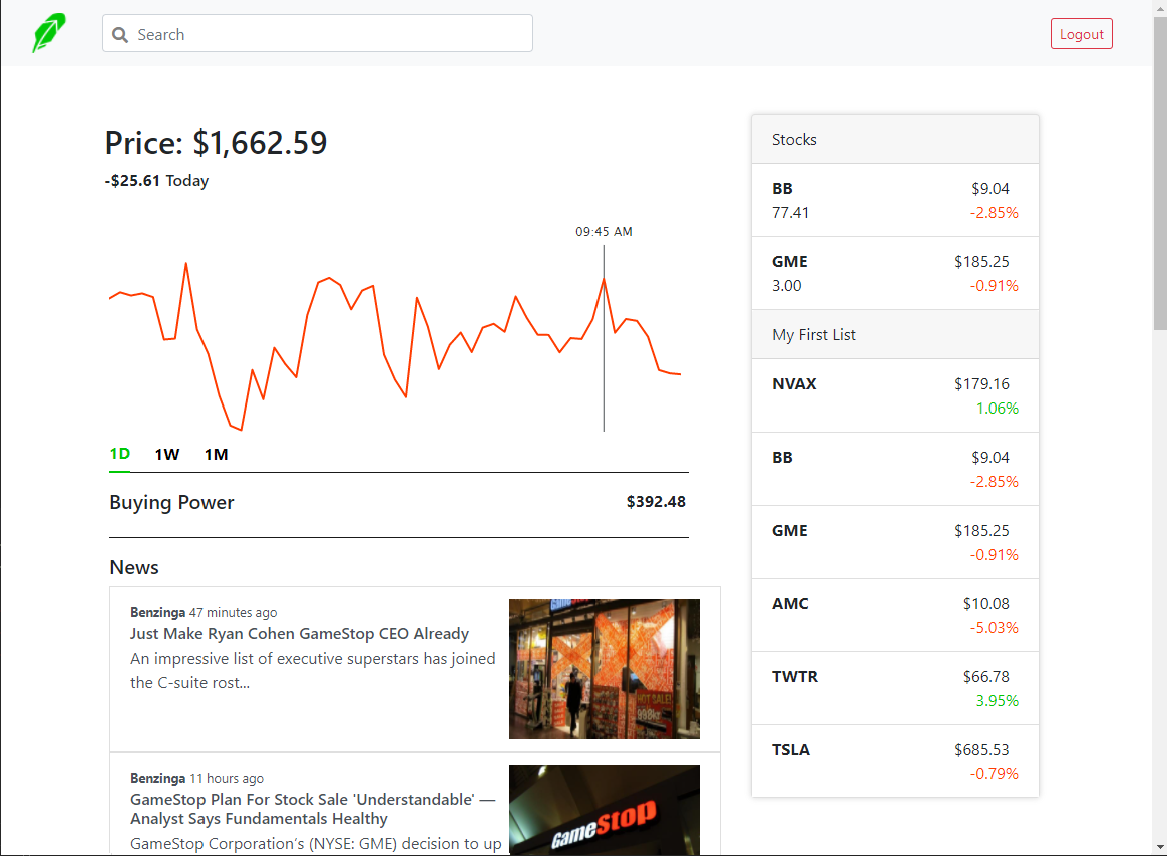 Search
Logout
Price: $1,662.59
-$25.61 Today
09:45 AM
1D 1W 1M
Buying Power $392.48
News
Benzinga 47 minutes ago
Just Make Ryan Cohen GameStop CEO Already
An impressive list of executive superstars has joined
the C-suite rost...
HOT SALE!
Benzinga 11 hours ago
GameStop Plan For Stock Sale 'Understandable' —
Analyst Says Fundamentals Healthy
GameStop Corporation's (NYSE: GME) decision to up
GameStop
Stocks
BB $9.04
77.41 -2.85%
GME $185.25
3.00 -0.91%
My First List
NVAX $179.16
1.06%
BB $9.04
-2.85%
GME $185.25
-0.91%
AMC $10.08
-5.03%
TWTR $66.78
3.95%
TSLA $685.53
-0.79%